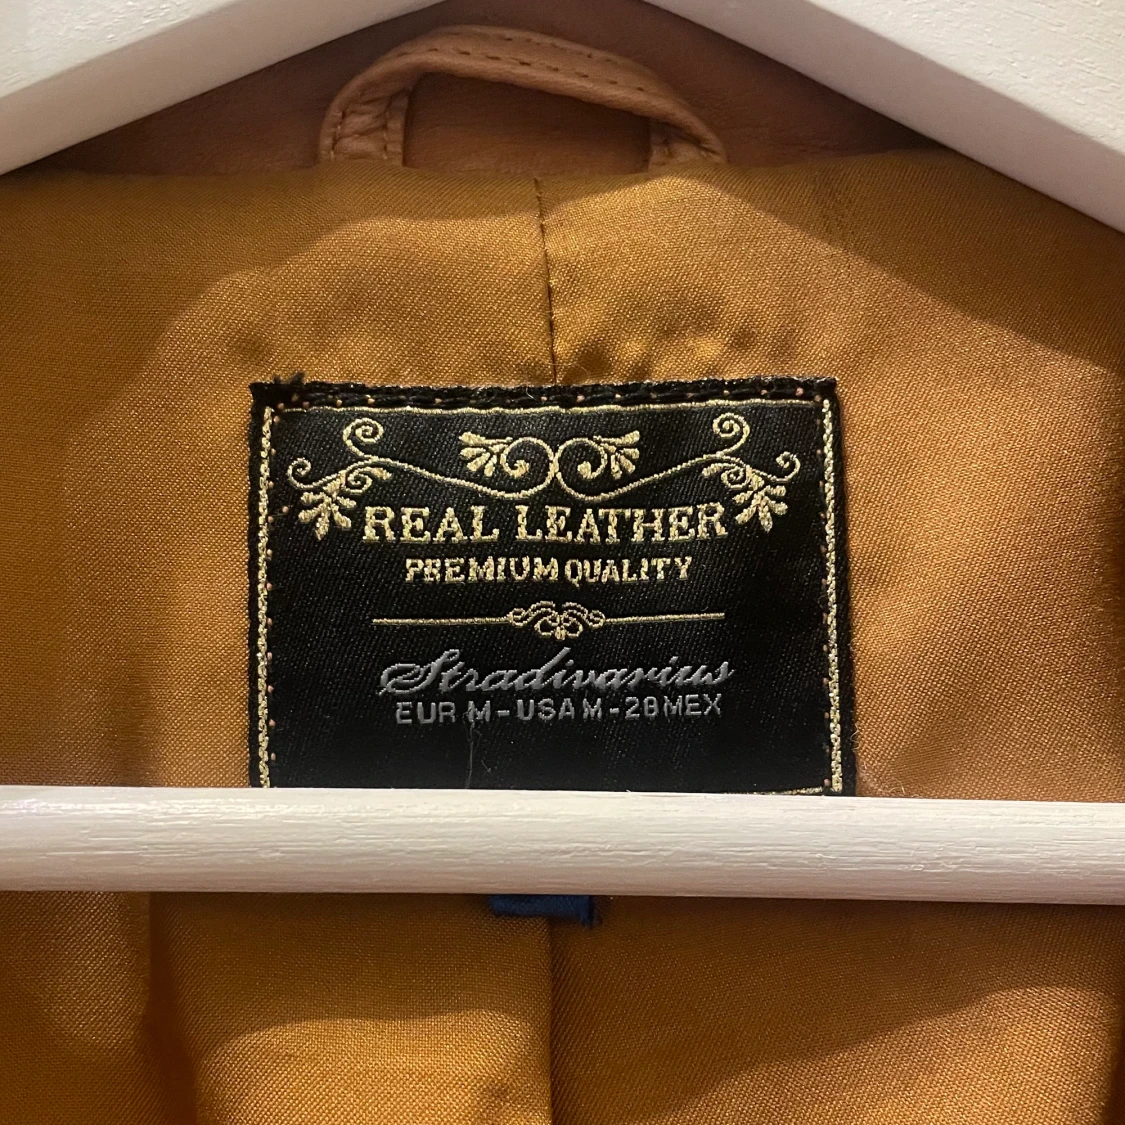 REAL LEATHER
PREMIUM QUALITY
Stradivarius
EUR M-USA M-28 MEX